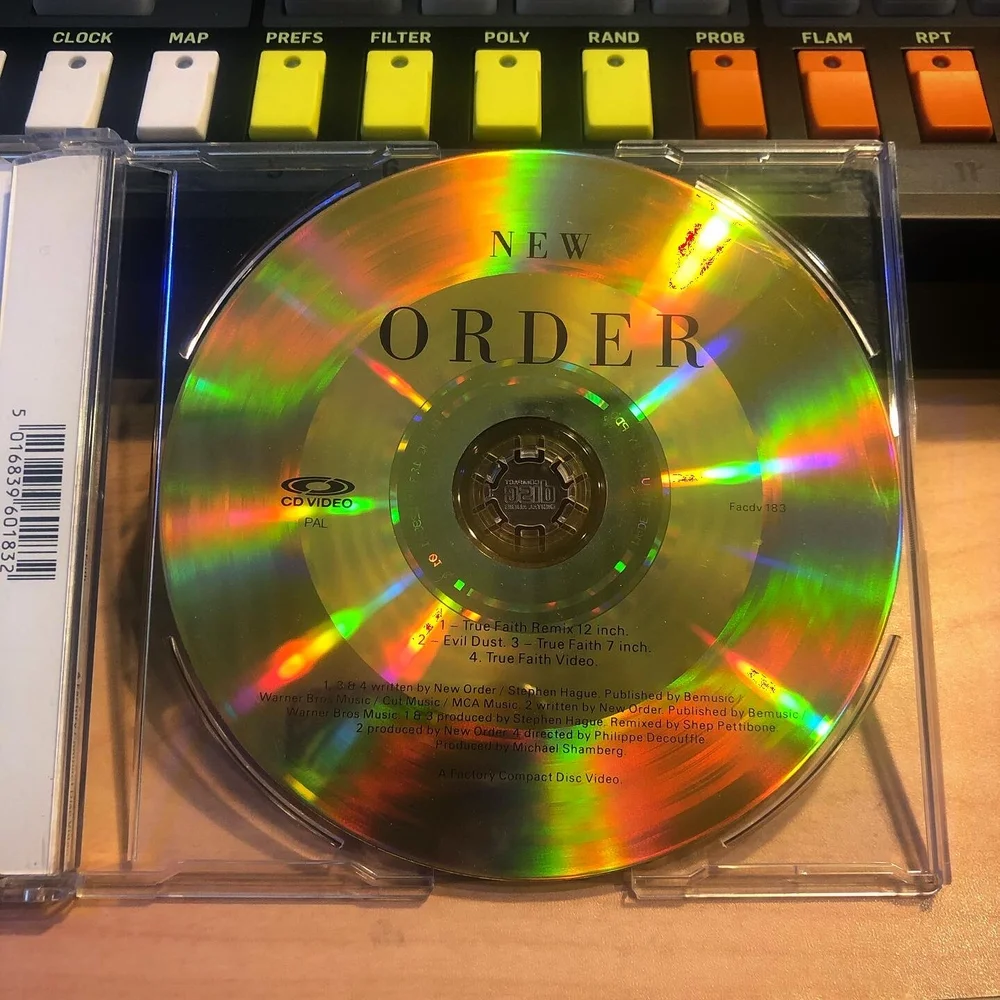 CLOCK MAP PREFS FILTER POLY RAND PROB FLAM RPT
NEW
ORDER
CD VIDEO
PAL
Facdv 183
1 – True Faith Remix 12 inch.
2 – Evil Dust. 3 – True Faith 7 inch.
4. True Faith Video.
1, 3 & 4 written by New Order / Stephen Hague. Published by Bemusic /
Warner Bros Music / Cut Music / MCA Music. 2 written by New Order. Published by Bemusic /
Warner Bros Music. 1 & 3 produced by Stephen Hague. Remixed by Shep Pettibone.
2 produced by New Order. 4 directed by Philippe Decouffle.
Produced by Michael Shamberg.
A Factory Compact Disc Video.
5 016839 601832